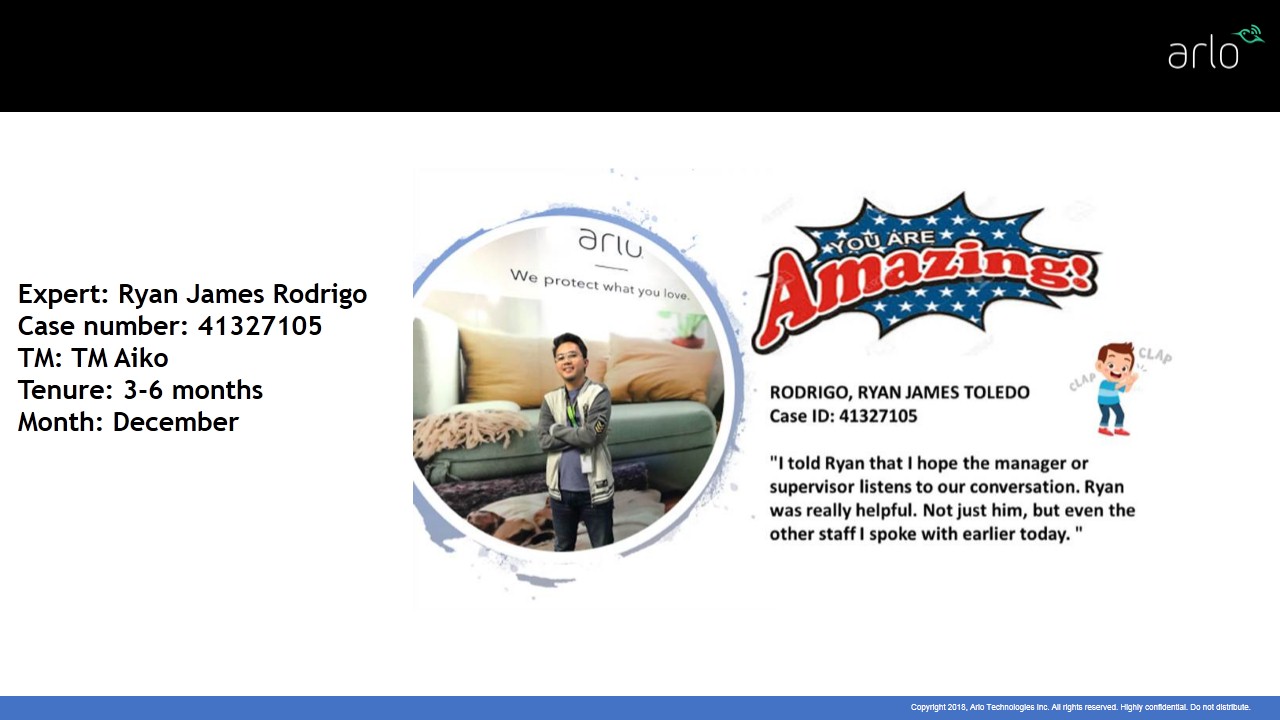 arlo
Expert: Ryan James Rodrigo
Case number: 41327105
TM: TM Aiko
Tenure: 3-6 months
Month: December
arlo
We protect what you love.
YOU ARE
Amazing!
CLAP
CLAP
RODRIGO, RYAN JAMES TOLEDO
Case ID: 41327105
"I told Ryan that I hope the manager or
supervisor listens to our conversation. Ryan
was really helpful. Not just him, but even the
other staff I spoke with earlier today. "
Copyright 2018, Arlo Technologies Inc. All rights reserved. Highly confidential. Do not distribute.